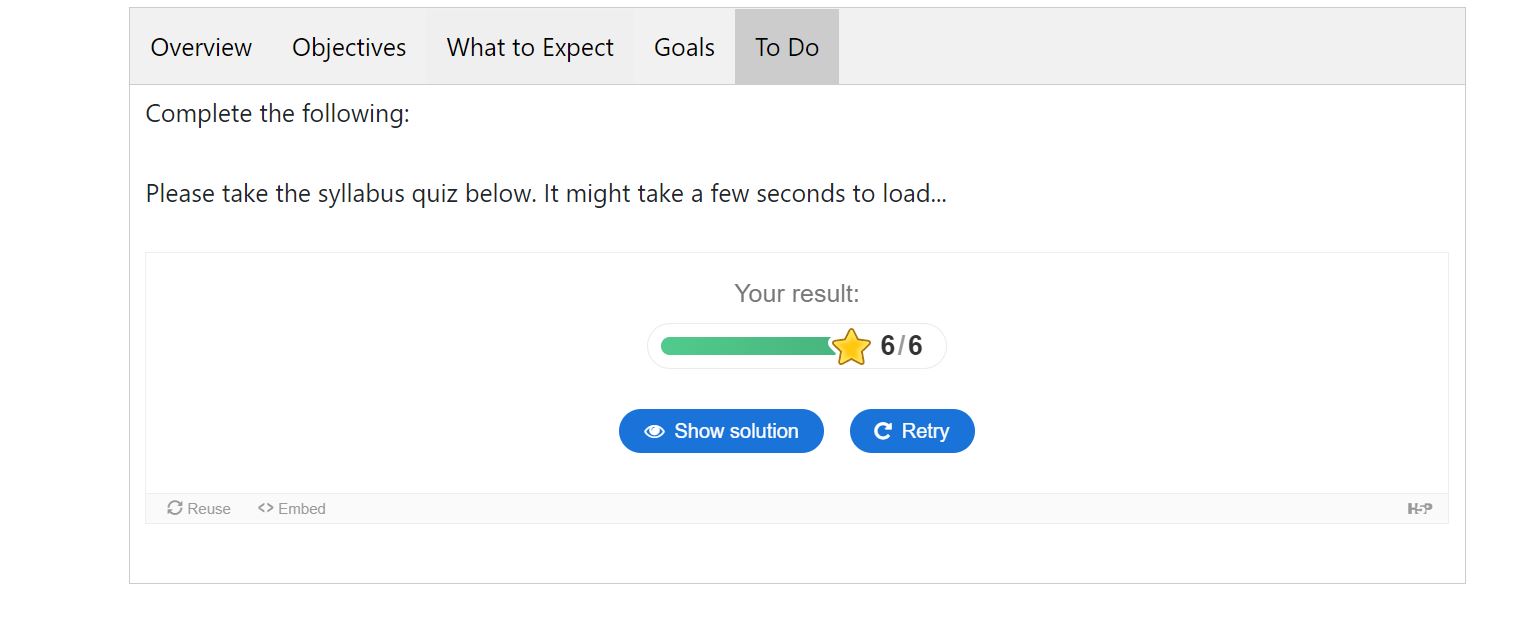 Overview Objectives What to Expect Goals To Do
Complete the following:
Please take the syllabus quiz below. It might take a few seconds to load...
Your result:
6/6
Show solution Retry
Reuse Embed H5P